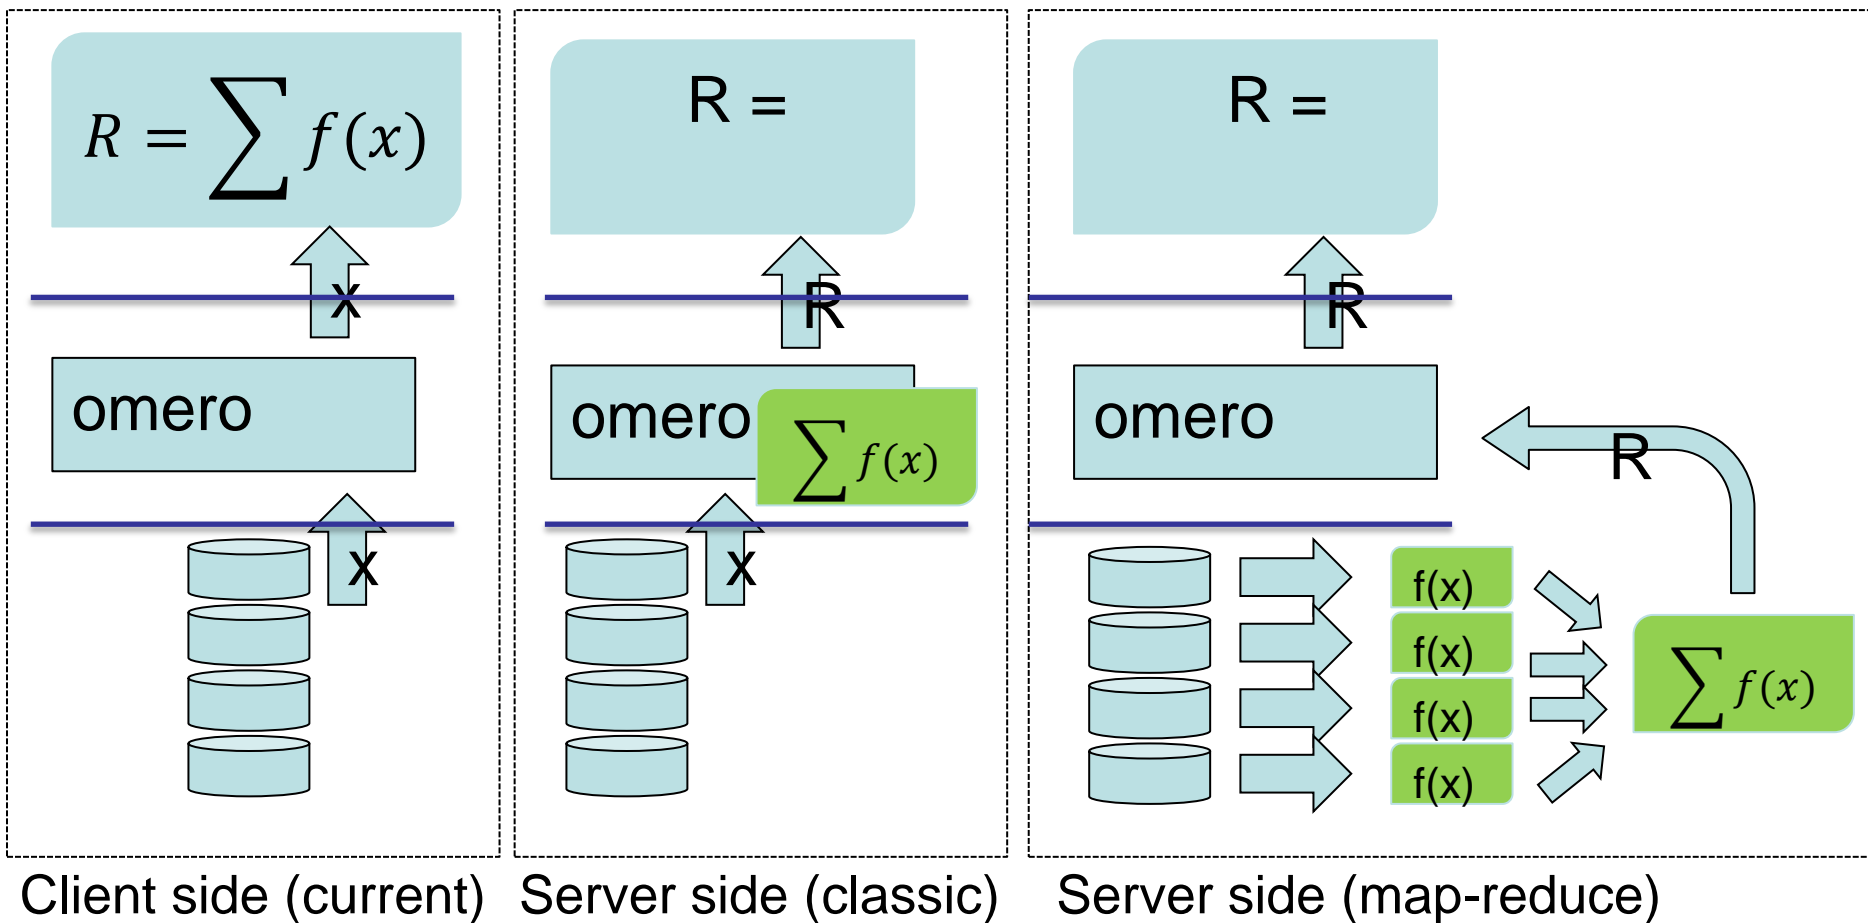 R = ∑ f(x)
x
omero
x
Client side (current)
R =
R
omero
∑ f(x)
x
Server side (classic)
R =
R
omero
R
f(x)
f(x)
f(x)
f(x)
∑ f(x)
Server side (map-reduce)